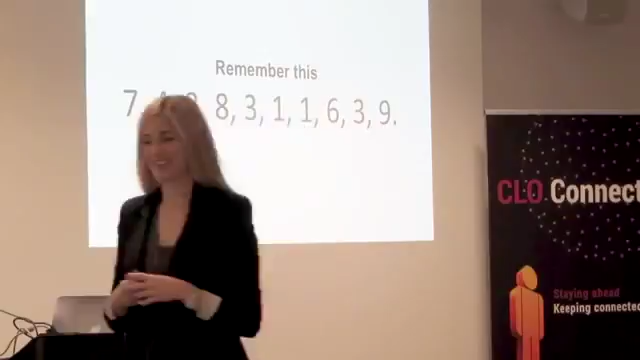 Remember this
7, 8, 3, 1, 1, 6, 3, 9.
CLO Connect
Staying ahead
Keeping connected